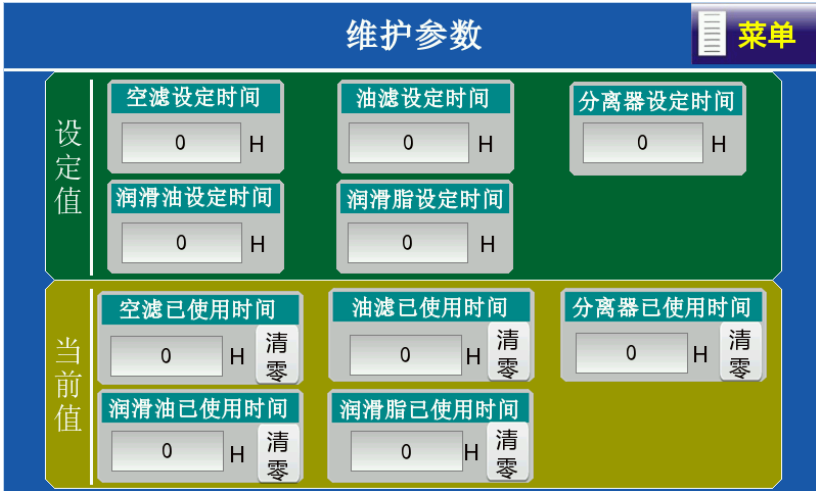 维护参数
菜单
设定值
空滤设定时间
油滤设定时间
分离器设定时间
0 H
0 H
0 H
润滑油设定时间
润滑脂设定时间
0 H
0 H
当前值
空滤已使用时间
油滤已使用时间
分离器已使用时间
0 H 清零
0 H 清零
0 H 清零
润滑油已使用时间
润滑脂已使用时间
0 H 清零
0 H 清零